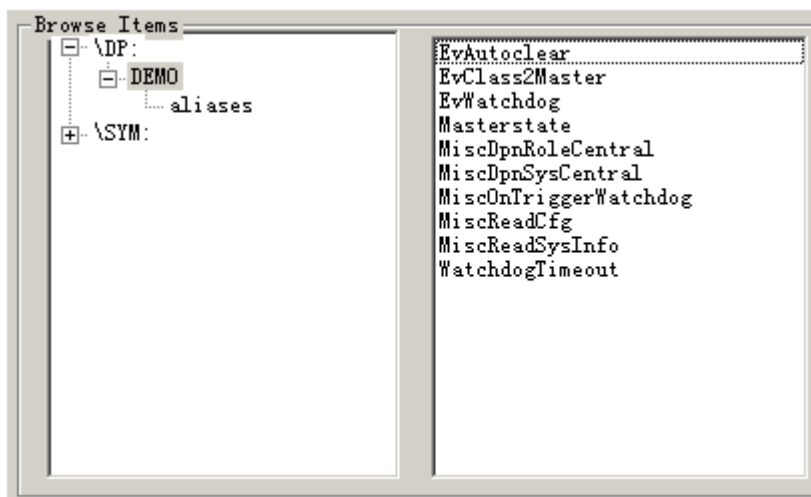 Browse Items
\DP:
DEMO
aliases
\SYM:
EvAutoclear
EvClass2Master
EvWatchdog
Masterstate
MiscDpnRoleCentral
MiscDpnSysCentral
MiscOnTriggerWatchdog
MiscReadCfg
MiscReadSysInfo
WatchdogTimeout